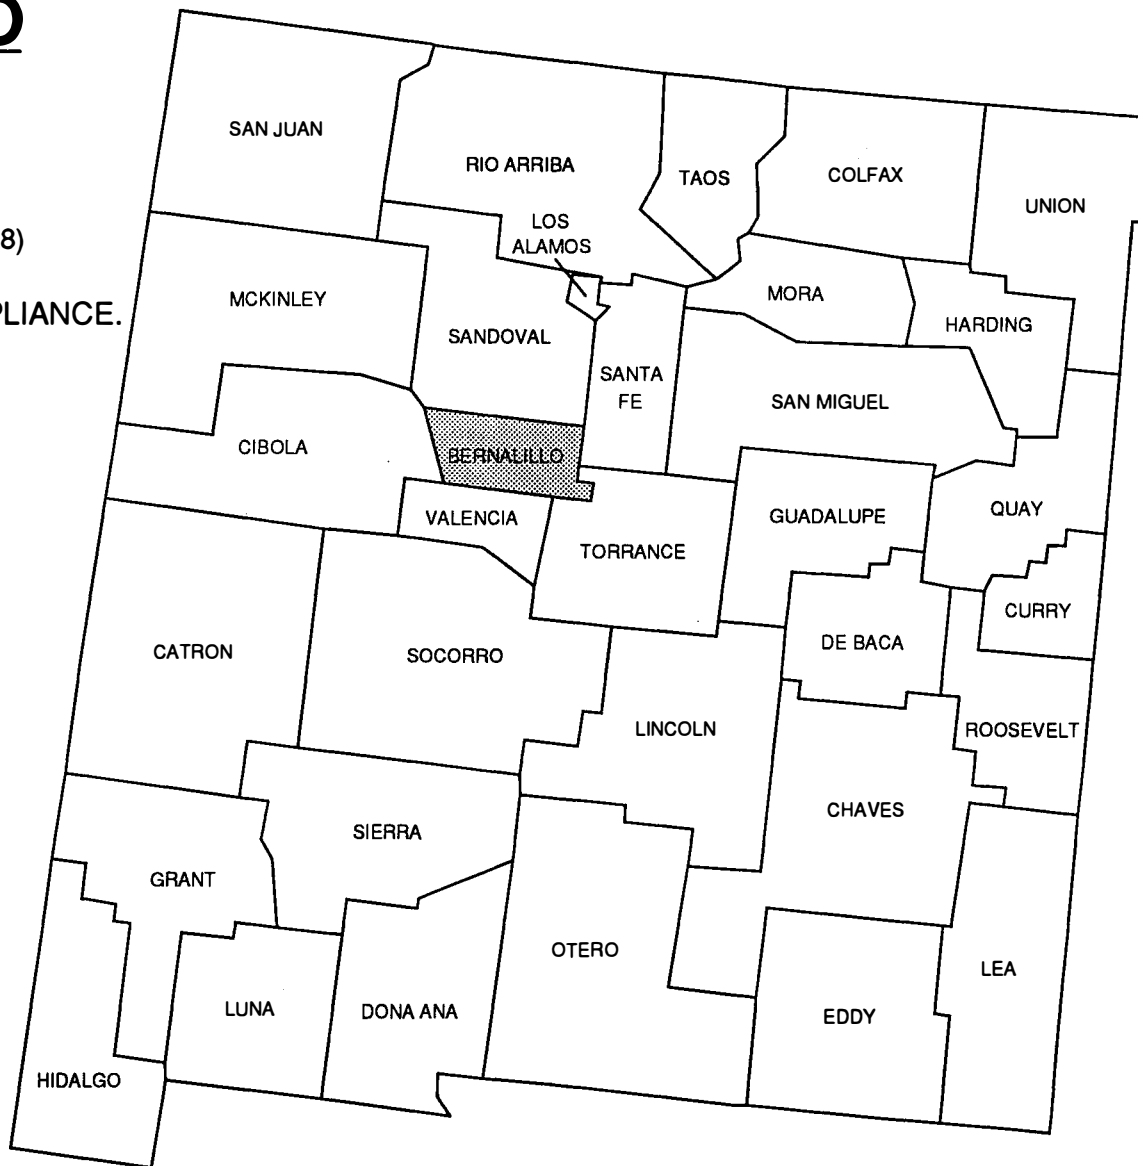 8)
PLIANCE.
SAN JUAN
RIO ARRIBA
TAOS
COLFAX
UNION
LOS
ALAMOS
MCKINLEY
SANDOVAL
MORA
HARDING
SANTA
FE
SAN MIGUEL
CIBOLA
BERNALILLO
VALENCIA
TORRANCE
GUADALUPE
QUAY
CURRY
CATRON
SOCORRO
DE BACA
LINCOLN
ROOSEVELT
CHAVES
SIERRA
GRANT
OTERO
LEA
LUNA
DONA ANA
EDDY
HIDALGO